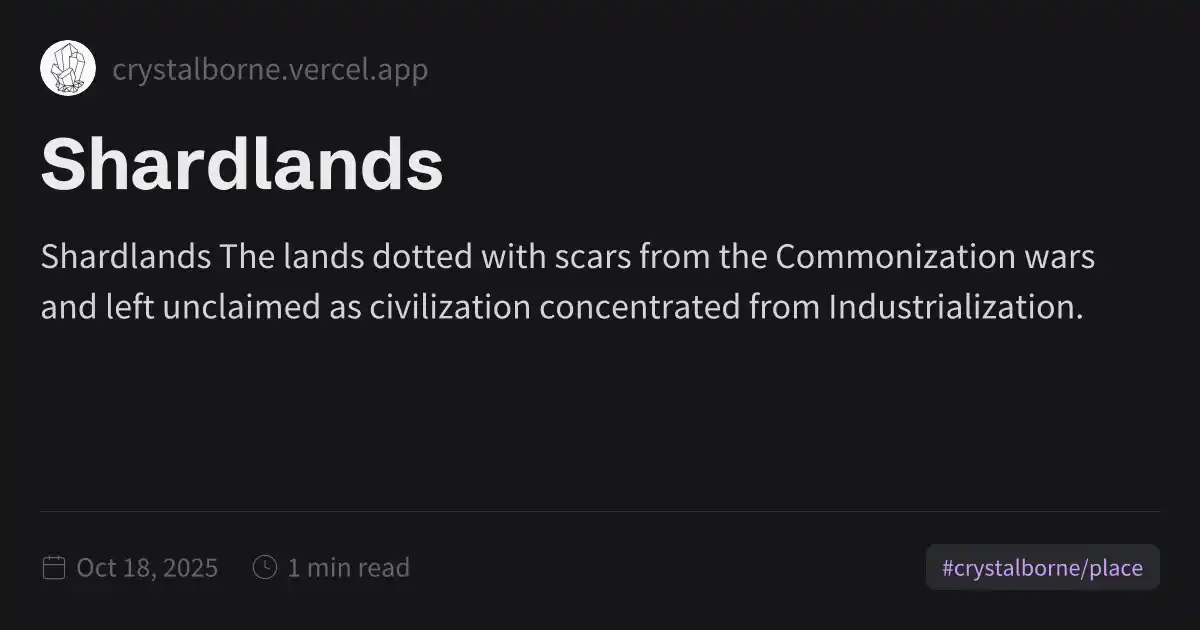 crystalborne.vercel.app
Shardlands
Shardlands The lands dotted with scars from the Commonization wars
and left unclaimed as civilization concentrated from Industrialization.
Oct 18, 2025
1 min read
#crystalborne/place